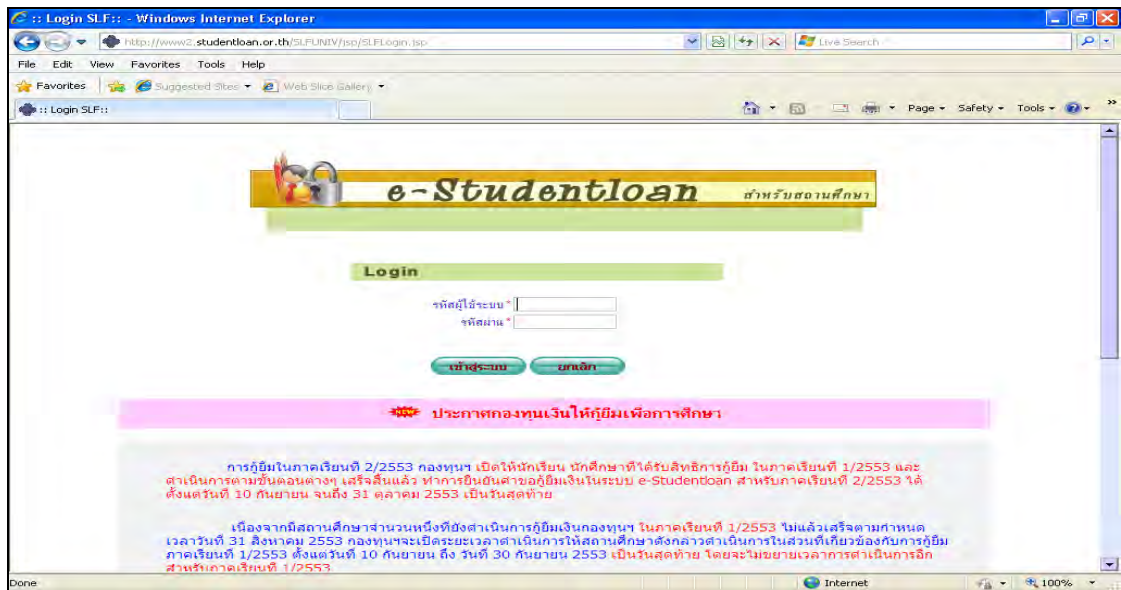 :: Login SLF:: - Windows Internet Explorer
http://www2.studentloan.or.th/SLFUNIV/jsp/SLFLogin.jsp
Live Search
File Edit View Favorites Tools Help
Favorites Suggested Sites Web Slice Gallery
:: Login SLF:: Page Safety Tools
e-Studentloan สำหรับสถานศึกษา
Login
รหัสผู้ใช้ระบบ *
รหัสผ่าน *
เข้าสู่ระบบ ยกเลิก
NEW ประกาศกองทุนเงินให้กู้ยืมเพื่อการศึกษา
การกู้ยืมในภาคเรียนที่ 2/2553 กองทุนฯ เปิดให้นักเรียน นักศึกษาที่ได้รับสิทธิการกู้ยืม ในภาคเรียนที่ 1/2553 และ
ดำเนินการตามขั้นตอนต่างๆ เสร็จสิ้นแล้ว ทำการยืนยันคำขอกู้ยืมเงินในระบบ e-Studentloan สำหรับภาคเรียนที่ 2/2553 ได้
ตั้งแต่วันที่ 10 กันยายน จนถึง 31 ตุลาคม 2553 เป็นวันสุดท้าย
เนื่องจากมีสถานศึกษาจำนวนหนึ่งที่ยังดำเนินการกู้ยืมเงินกองทุนฯ ในภาคเรียนที่ 1/2553 ไม่แล้วเสร็จตามกำหนด
เวลาวันที่ 31 สิงหาคม 2553 กองทุนฯจะเปิดระยะเวลาดำเนินการให้สถานศึกษาดังกล่าวดำเนินการในส่วนที่เกี่ยวข้องกับการกู้ยืม
ภาคเรียนที่ 1/2553 ตั้งแต่วันที่ 10 กันยายน ถึง วันที่ 30 กันยายน 2553 เป็นวันสุดท้าย โดยจะไม่ขยายเวลาการดำเนินการอีก
สำหรับภาคเรียนที่ 1/2553
Done Internet 100%